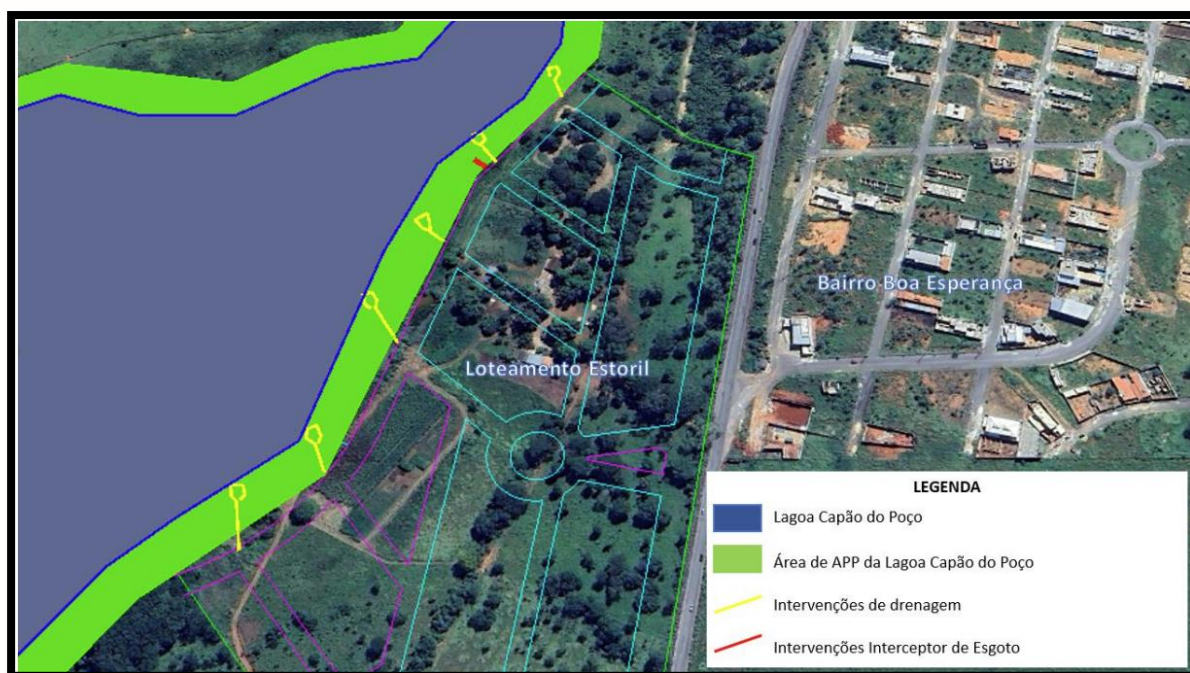 Bairro Boa Esperança
Loteamento Estoril
LEGENDA
Lagoa Capão do Poço
Área de APP da Lagoa Capão do Poço
Intervenções de drenagem
Intervenções Interceptor de Esgoto